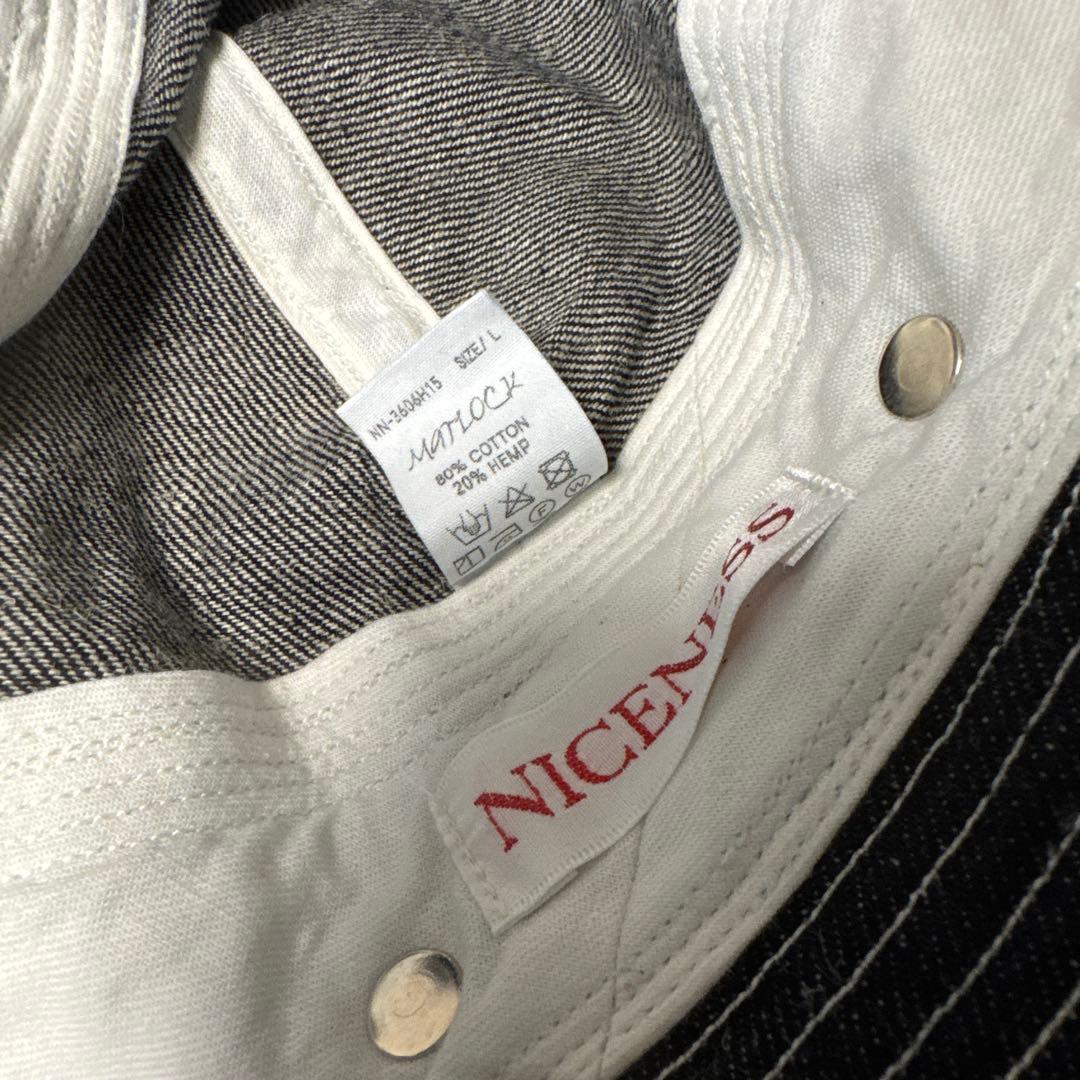 NN-3606H15 SIZE/ L
MATLOCK
80% COTTON
20% HEMP
W
NICENESS